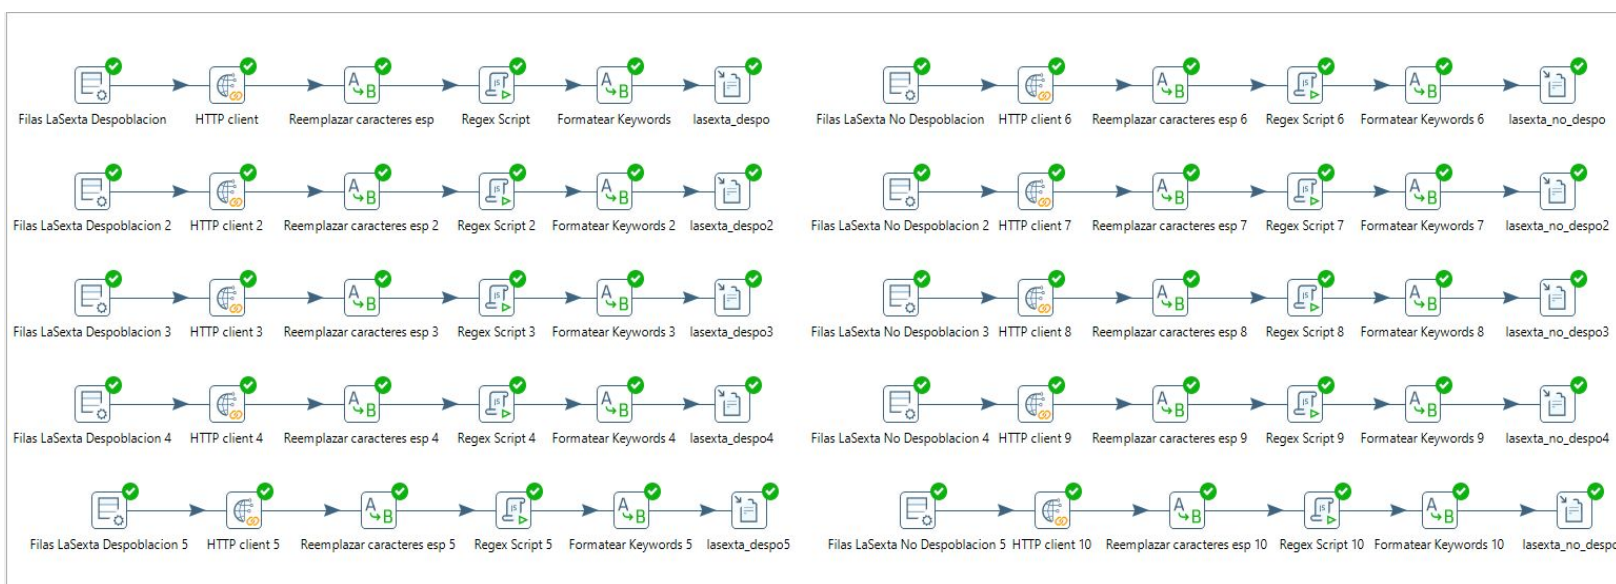 Filas LaSexta Despoblacion HTTP client Reemplazar caracteres esp Regex Script Formatear Keywords lasexta_despo Filas LaSexta No Despoblacion HTTP client 6 Reemplazar caracteres esp 6 Regex Script 6 Formatear Keywords 6 lasexta_no_despo
Filas LaSexta Despoblacion 2 HTTP client 2 Reemplazar caracteres esp 2 Regex Script 2 Formatear Keywords 2 lasexta_despo2 Filas LaSexta No Despoblacion 2 HTTP client 7 Reemplazar caracteres esp 7 Regex Script 7 Formatear Keywords 7 lasexta_no_despo2
Filas LaSexta Despoblacion 3 HTTP client 3 Reemplazar caracteres esp 3 Regex Script 3 Formatear Keywords 3 lasexta_despo3 Filas LaSexta No Despoblacion 3 HTTP client 8 Reemplazar caracteres esp 8 Regex Script 8 Formatear Keywords 8 lasexta_no_despo3
Filas LaSexta Despoblacion 4 HTTP client 4 Reemplazar caracteres esp 4 Regex Script 4 Formatear Keywords 4 lasexta_despo4 Filas LaSexta No Despoblacion 4 HTTP client 9 Reemplazar caracteres esp 9 Regex Script 9 Formatear Keywords 9 lasexta_no_despo4
Filas LaSexta Despoblacion 5 HTTP client 5 Reemplazar caracteres esp 5 Regex Script 5 Formatear Keywords 5 lasexta_despo5 Filas LaSexta No Despoblacion 5 HTTP client 10 Reemplazar caracteres esp 10 Regex Script 10 Formatear Keywords 10 lasexta_no_despo